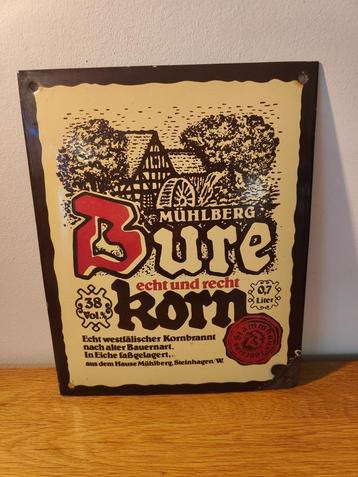 MÜHLBERG
Bure
echt und recht
korn
38
Vol.%
0,7
Liter
Echt westfälischer Kornbrannt
nach alter Bauernart.
In Eiche faßgelagert,
aus dem Hause Mühlberg, Steinhagen/W.